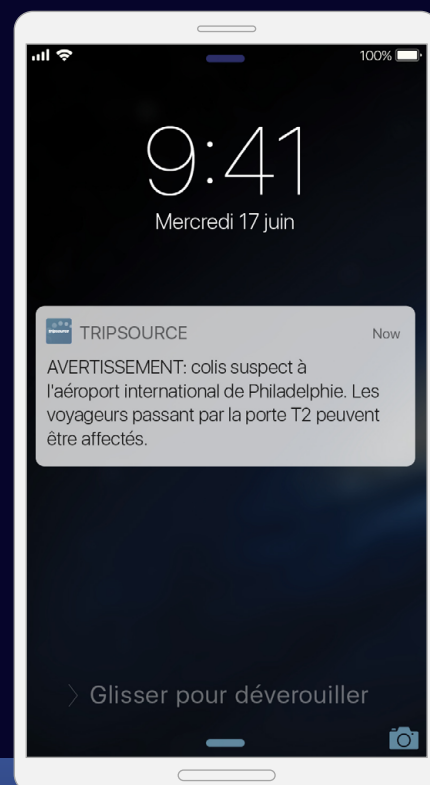 100%
9:41
Mercredi 17 juin
TRIPSOURCE Now
AVERTISSEMENT: colis suspect à
l'aéroport international de Philadelphie. Les
voyageurs passant par la porte T2 peuvent
être affectés.
Glisser pour déverouiller